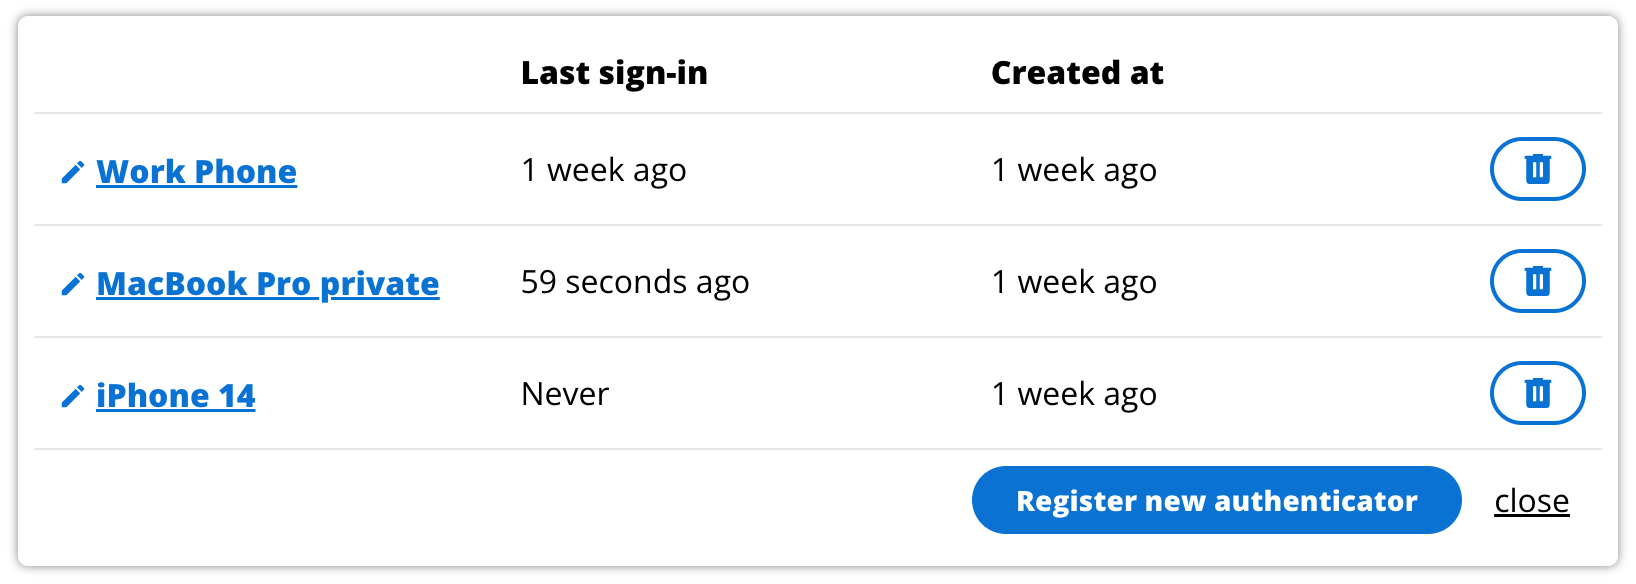 Last sign-in Created at
Work Phone 1 week ago 1 week ago
MacBook Pro private 59 seconds ago 1 week ago
iPhone 14 Never 1 week ago
Register new authenticator close